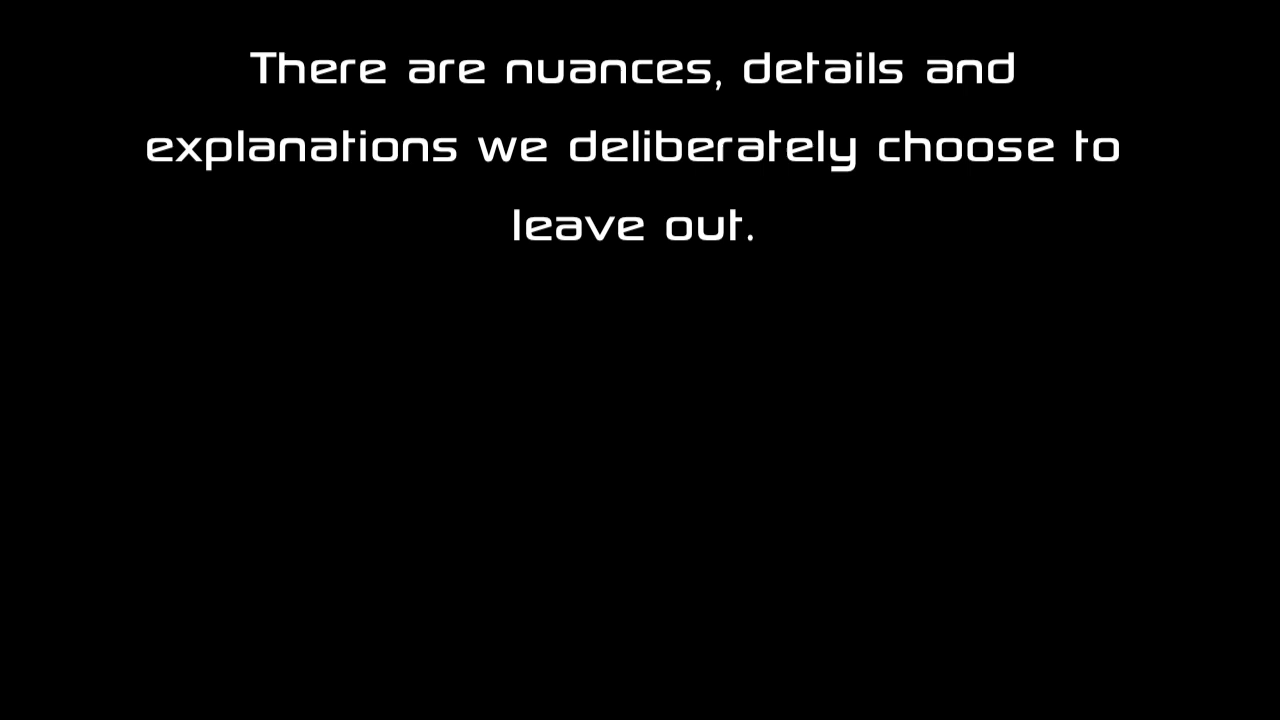 There are nuances, details and
explanations we deliberately choose to
leave out.